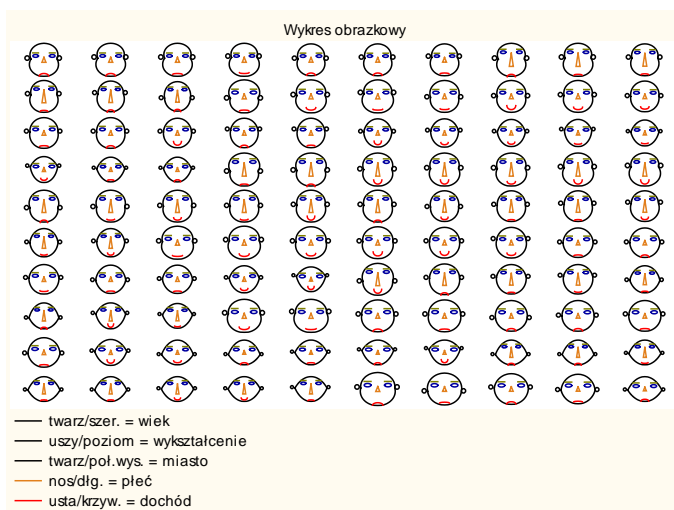 Wykres obrazkowy
twarz/szer. = wiek
uszy/poziom = wykształcenie
twarz/poł.wys. = miasto
nos/dłg. = płeć
usta/krzyw. = dochód